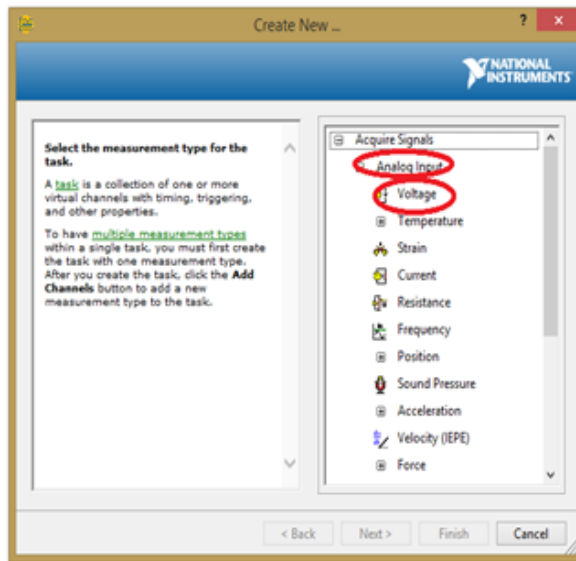 Create New ...
?
×
NATIONAL
INSTRUMENTS
Select the measurement type for the
task.
A task is a collection of one or more
virtual channels with timing, triggering,
and other properties.
To have multiple measurement types
within a single task, you must first create
the task with one measurement type.
After you create the task, click the Add
Channels button to add a new
measurement type to the task.
Acquire Signals
Analog Input
Voltage
Temperature
Strain
Current
Resistance
Frequency
Position
Sound Pressure
Acceleration
Velocity (IEPE)
Force
< Back
Next >
Finish
Cancel